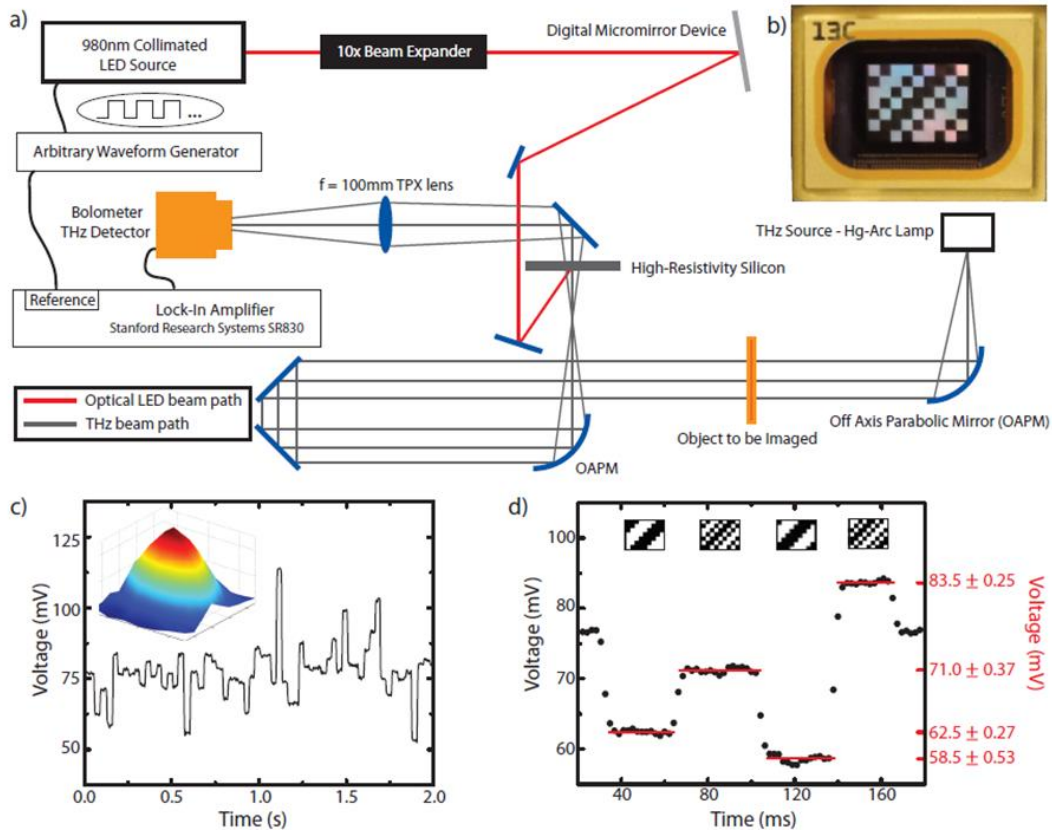 a)
980nm Collimated
LED Source
10x Beam Expander
Digital Micromirror Device
b)
13C
...
Arbitrary Waveform Generator
f = 100mm TPX lens
Bolometer
THz Detector
THz Source - Hg-Arc Lamp
High-Resistivity Silicon
Reference
Lock-In Amplifier
Stanford Research Systems SR830
Optical LED beam path
THz beam path
Object to be Imaged
Off Axis Parabolic Mirror (OAPM)
OAPM
c)
Voltage (mV)
125
100
75
50
0.0 0.5 1.0 1.5 2.0
Time (s)
d)
Voltage (mV)
100
80
60
40 80 120 160
Time (ms)
83.5 ± 0.25
71.0 ± 0.37
62.5 ± 0.27
58.5 ± 0.53
Voltage (mV)